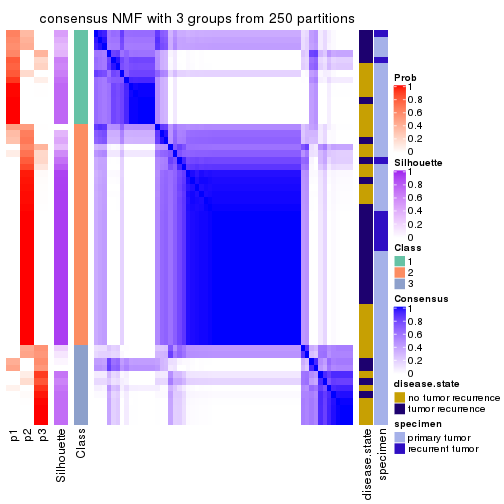 consensus NMF with 3 groups from 250 partitions
Prob
1
0.8
0.6
0.4
0.2
0
Silhouette
1
0.8
0.6
0.4
0.2
0
Class
1
2
3
Consensus
1
0.8
0.6
0.4
0.2
0
disease.state
no tumor recurrence
tumor recurrence
specimen
primary tumor
recurrent tumor
p1
p2
p3
Silhouette
Class
disease.state
specimen